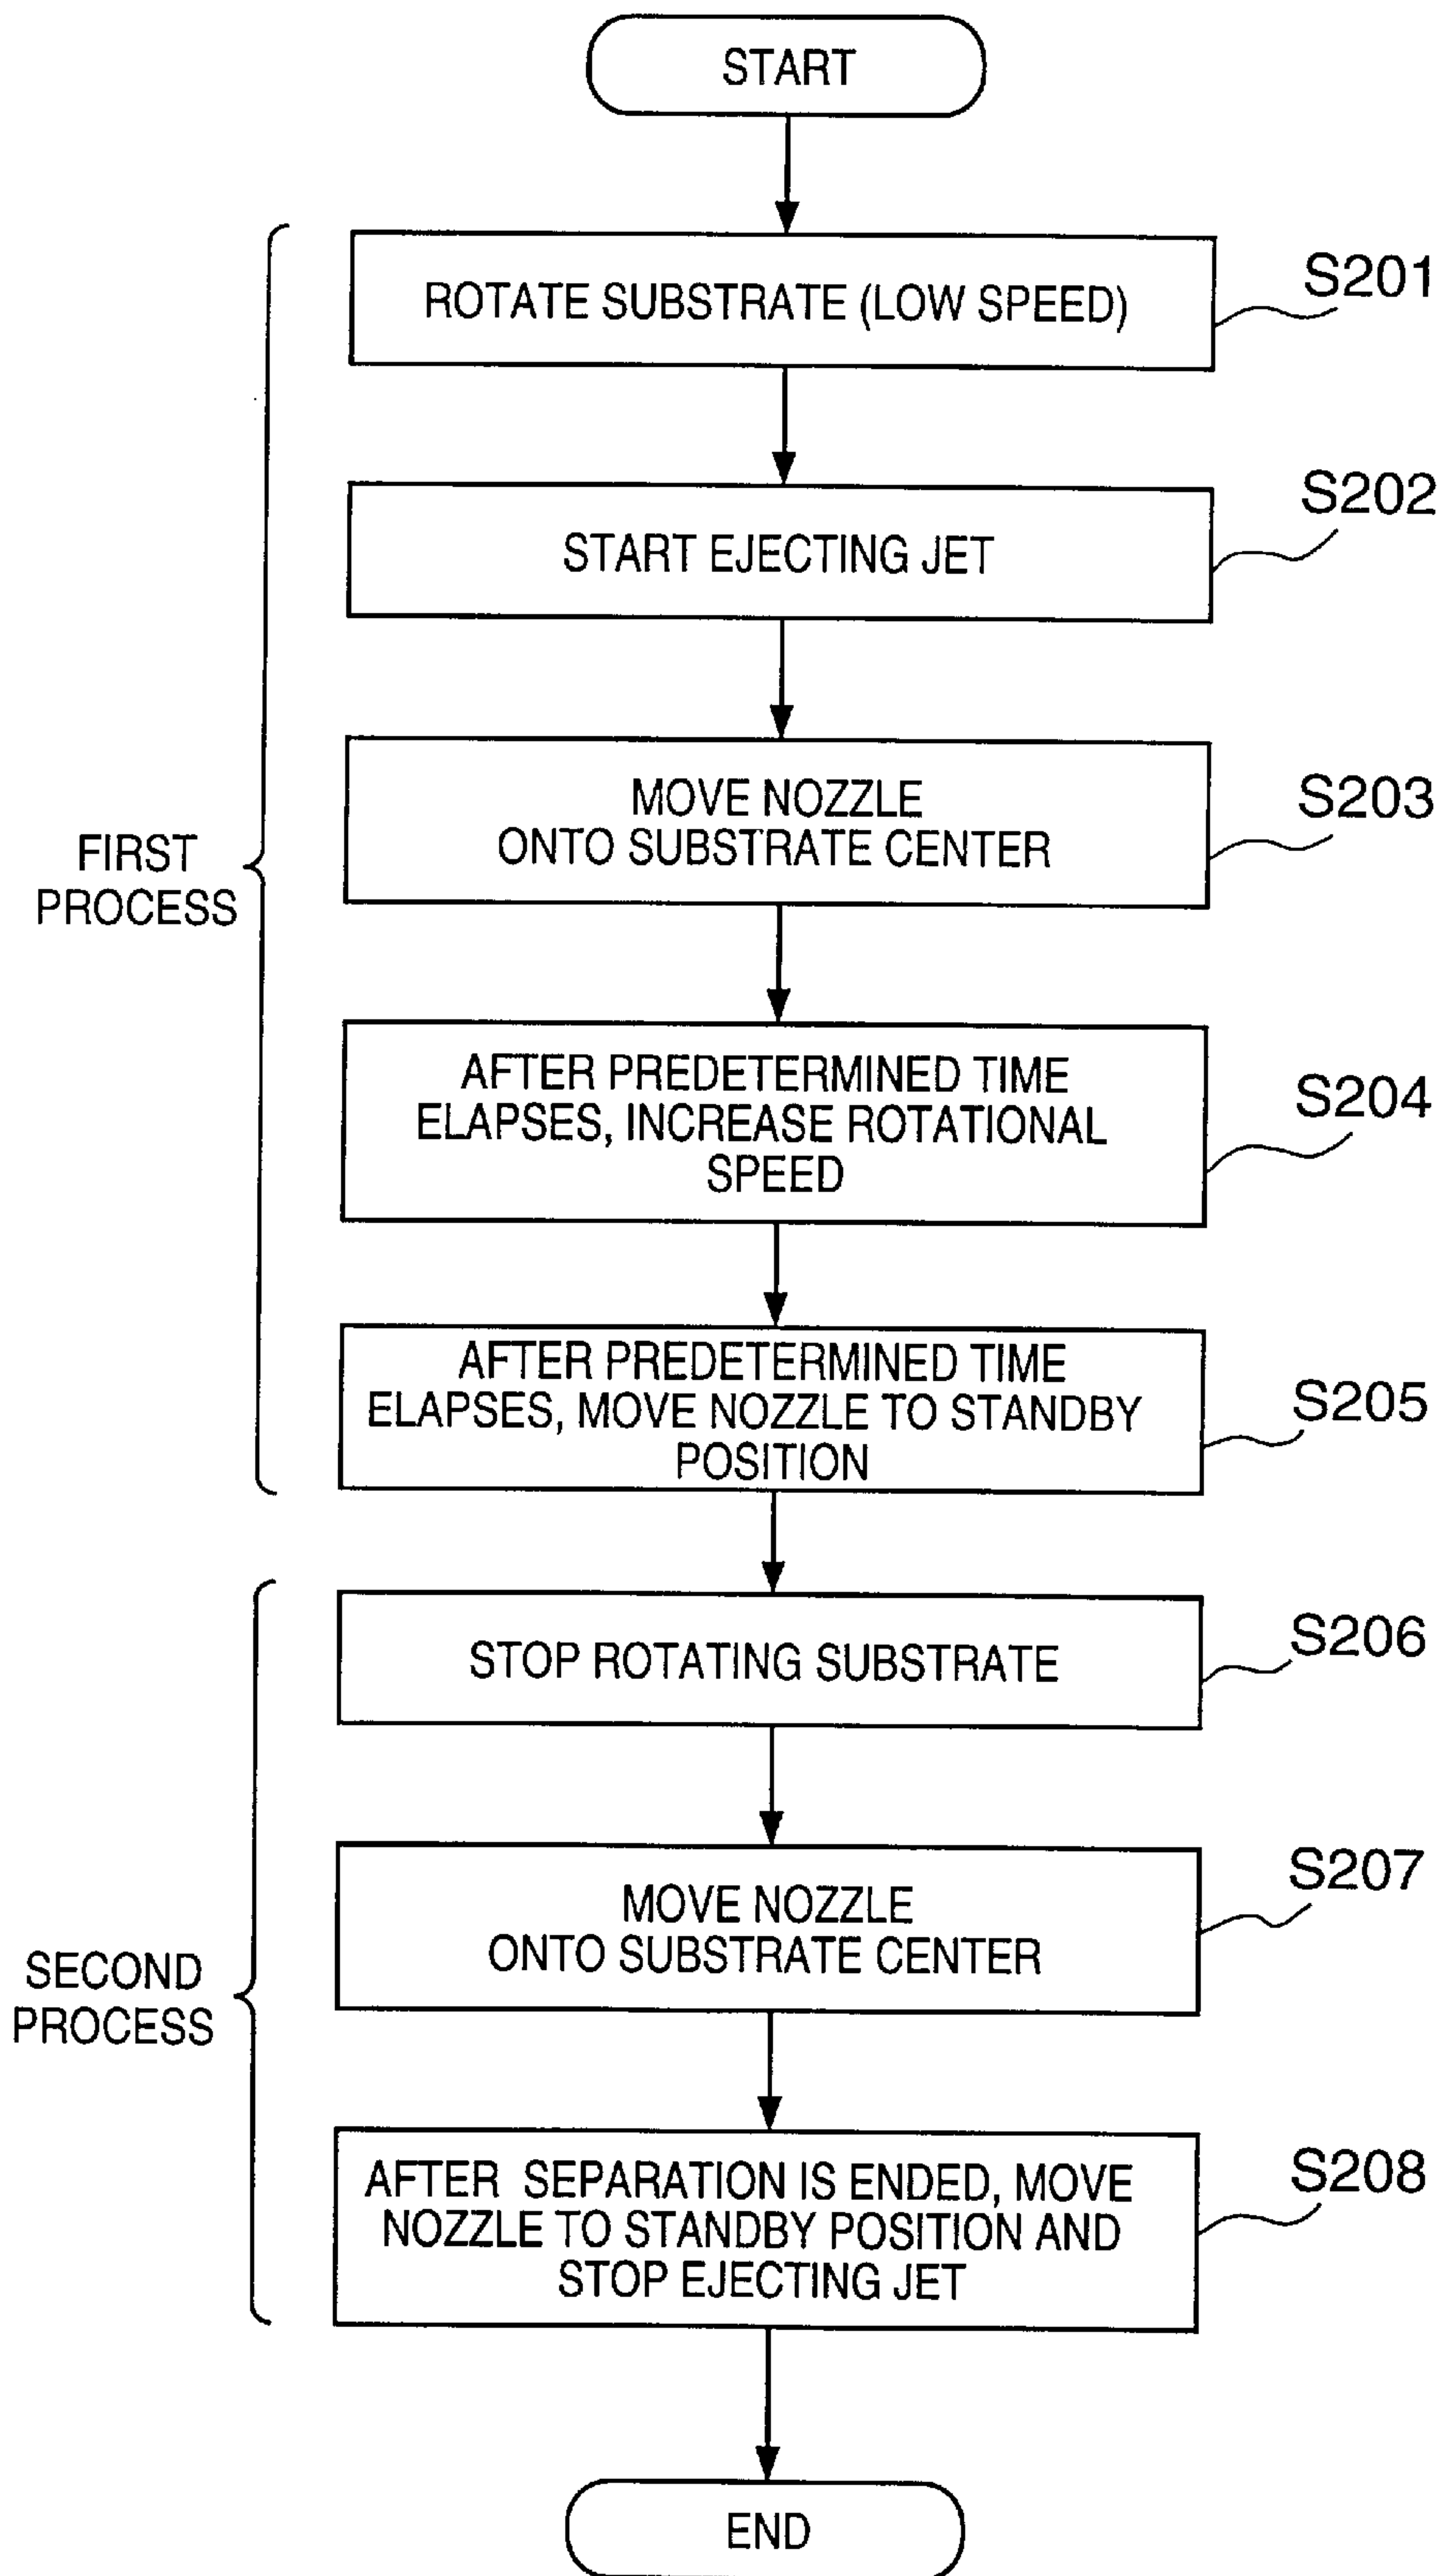 START
ROTATE SUBSTRATE (LOW SPEED)
S201
START EJECTING JET
S202
MOVE NOZZLE
ONTO SUBSTRATE CENTER
S203
FIRST
PROCESS
AFTER PREDETERMINED TIME
ELAPSES, INCREASE ROTATIONAL
SPEED
S204
AFTER PREDETERMINED TIME
ELAPSES, MOVE NOZZLE TO STANDBY
POSITION
S205
STOP ROTATING SUBSTRATE
S206
MOVE NOZZLE
ONTO SUBSTRATE CENTER
S207
SECOND
PROCESS
AFTER SEPARATION IS ENDED, MOVE
NOZZLE TO STANDBY POSITION AND
STOP EJECTING JET
S208
END